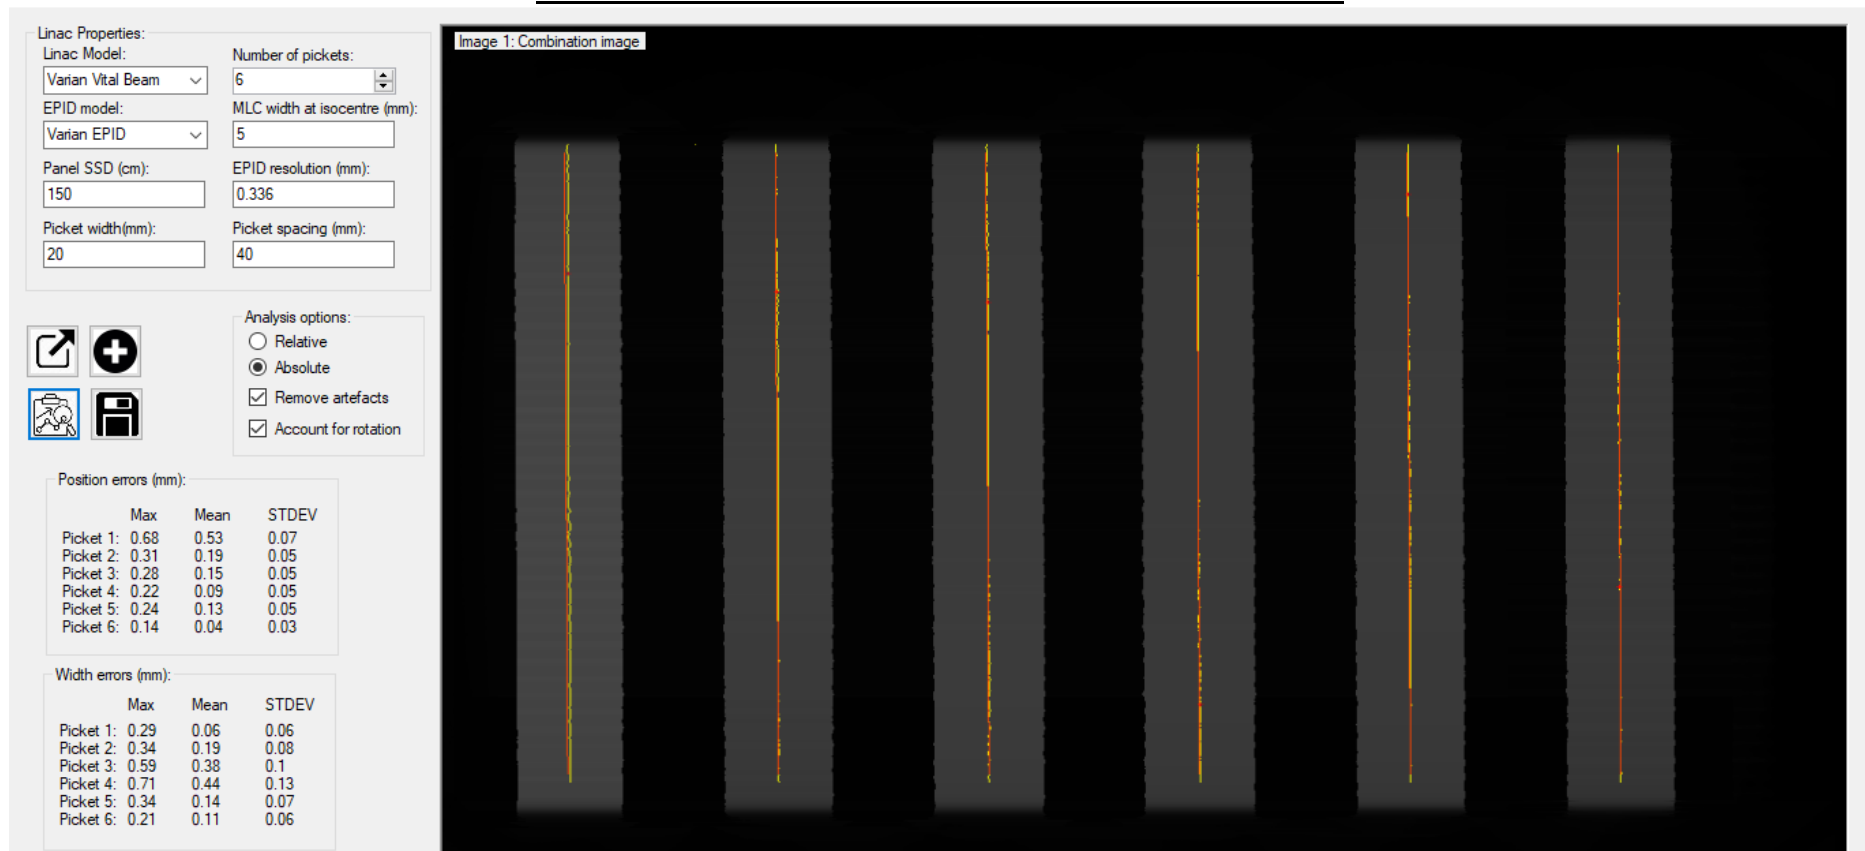 Linac Properties:
Linac Model:
Number of pickets:
Varian Vital Beam
6
EPID model:
MLC width at isocentre (mm):
Varian EPID
5
Panel SSD (cm):
EPID resolution (mm):
150
0.336
Picket width(mm):
Picket spacing (mm):
20
40
Analysis options:
Relative
Absolute
Remove artefacts
Account for rotation
Position errors (mm):
Max Mean STDEV
Picket 1: 0.68 0.53 0.07
Picket 2: 0.31 0.19 0.05
Picket 3: 0.28 0.15 0.05
Picket 4: 0.22 0.09 0.05
Picket 5: 0.24 0.13 0.05
Picket 6: 0.14 0.04 0.03
Width errors (mm):
Max Mean STDEV
Picket 1: 0.29 0.06 0.06
Picket 2: 0.34 0.19 0.08
Picket 3: 0.59 0.38 0.1
Picket 4: 0.71 0.44 0.13
Picket 5: 0.34 0.14 0.07
Picket 6: 0.21 0.11 0.06
Image 1: Combination image